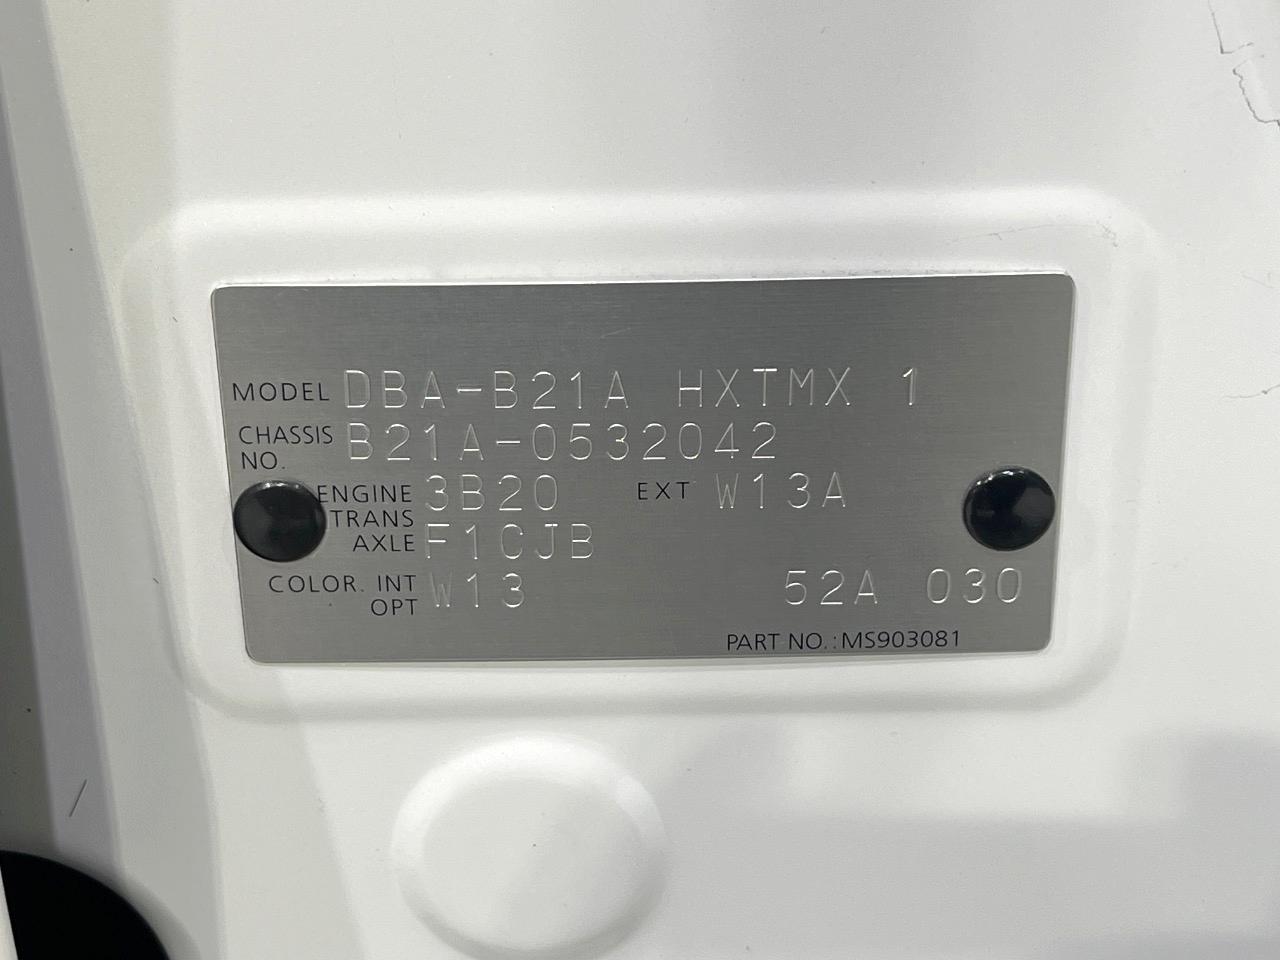 MODEL DBA-B21A HXTMX 1
CHASSIS NO. B21A-0532042
ENGINE 3B20 EXT W13A
TRANS AXLE F1CJB
COLOR. INT OPT W13 52A 030
PART NO.:MS903081